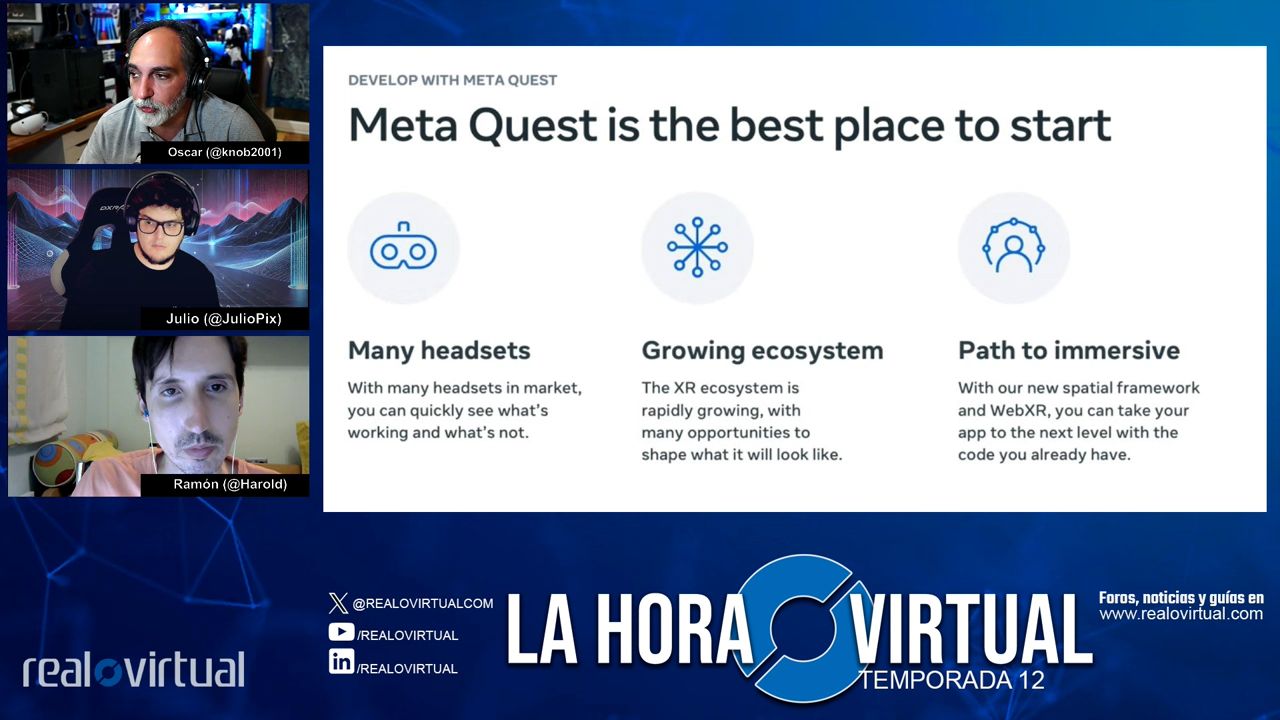 Oscar (@knob2001)
DXR
Julio (@JulioPix)
Ramón (@Harold)
DEVELOP WITH META QUEST
Meta Quest is the best place to start
Many headsets
With many headsets in market,
you can quickly see what's
working and what's not.
Growing ecosystem
The XR ecosystem is
rapidly growing, with
many opportunities to
shape what it will look like.
Path to immersive
With our new spatial framework
and WebXR, you can take your
app to the next level with the
code you already have.
@REALOVIRTUALCOM
/REALOVIRTUAL
in /REALOVIRTUAL
LA HORA VIRTUAL
TEMPORADA 12
Foros, noticias y guías en
www.realovirtual.com
realovirtual